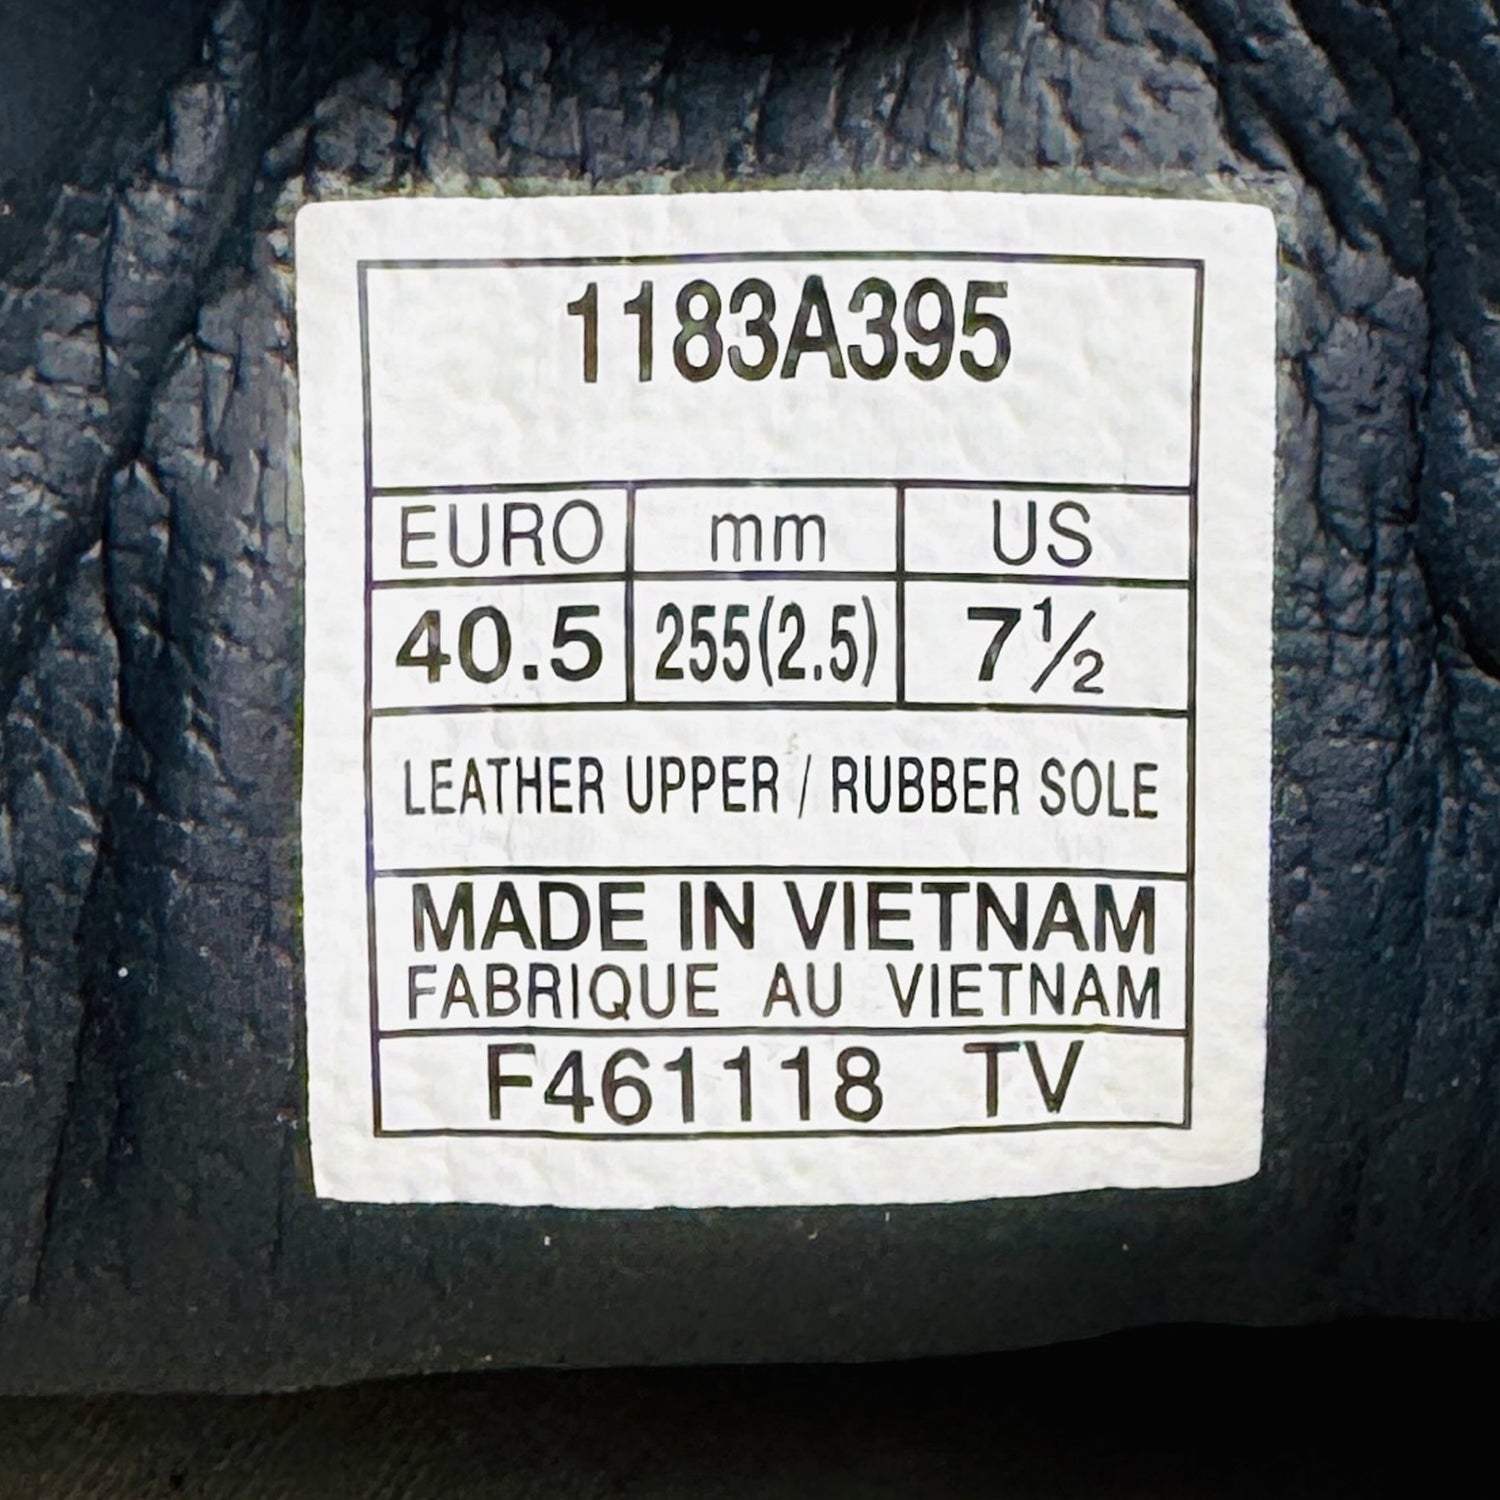 1183A395
EURO mm US
40.5 255(2.5) 7½
LEATHER UPPER / RUBBER SOLE
MADE IN VIETNAM
FABRIQUE AU VIETNAM
F461118 TV